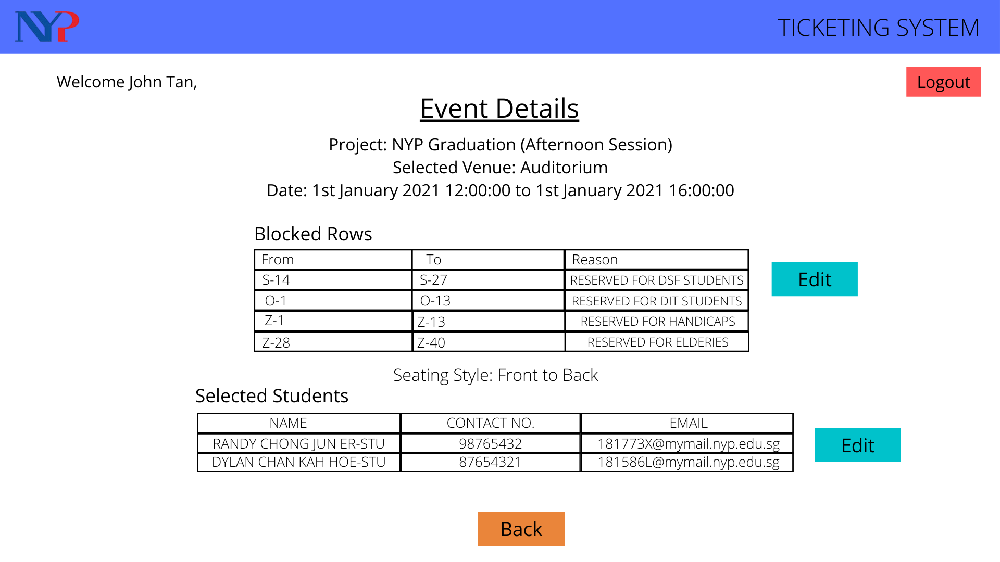 NYP
TICKETING SYSTEM
Welcome John Tan,
Logout
Event Details
Project: NYP Graduation (Afternoon Session)
Selected Venue: Auditorium
Date: 1st January 2021 12:00:00 to 1st January 2021 16:00:00
Blocked Rows
From To Reason
S-14 S-27 RESERVED FOR DSF STUDENTS
Edit
O-1 O-13 RESERVED FOR DIT STUDENTS
Z-1 Z-13 RESERVED FOR HANDICAPS
Z-28 Z-40 RESERVED FOR ELDERIES
Seating Style: Front to Back
Selected Students
NAME CONTACT NO. EMAIL
RANDY CHONG JUN ER-STU 98765432 181773X@mymail.nyp.edu.sg
Edit
DYLAN CHAN KAH HOE-STU 87654321 181586L@mymail.nyp.edu.sg
Back